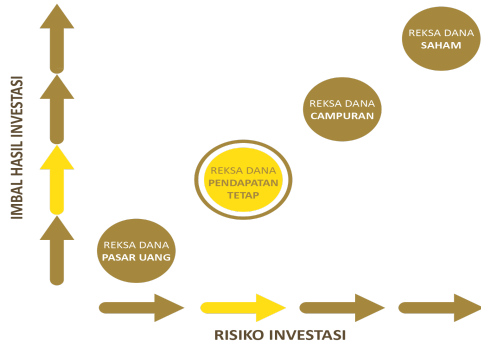 REKSA DANA
SAHAM
REKSA DANA
CAMPURAN
REKSA DANA
PENDAPATAN
TETAP
REKSA DANA
PASAR UANG
IMBAL HASIL INVESTASI
RISIKO INVESTASI